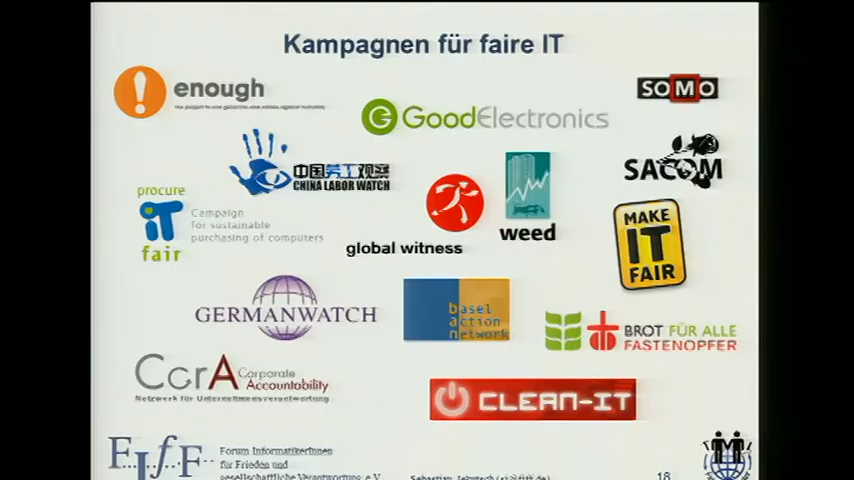 Kampagnen für faire IT
enough
SOMO
GoodElectronics
中国劳工观察
CHINA LABOR WATCH
SACOM
procure
iT
fair
Campaign
for sustainable
purchasing of computers
global witness
weed
MAKE
IT
FAIR
GERMANWATCH
basel
action
network
BROT FÜR ALLE
FASTENOPFER
CorA Corporate
Accountability
Netzwerk für Unternehmensverantwortung
CLEAN-IT
FIfF
Forum InformatikerInnen
für Frieden und
gesellschaftliche Verantwortung e.V.
18